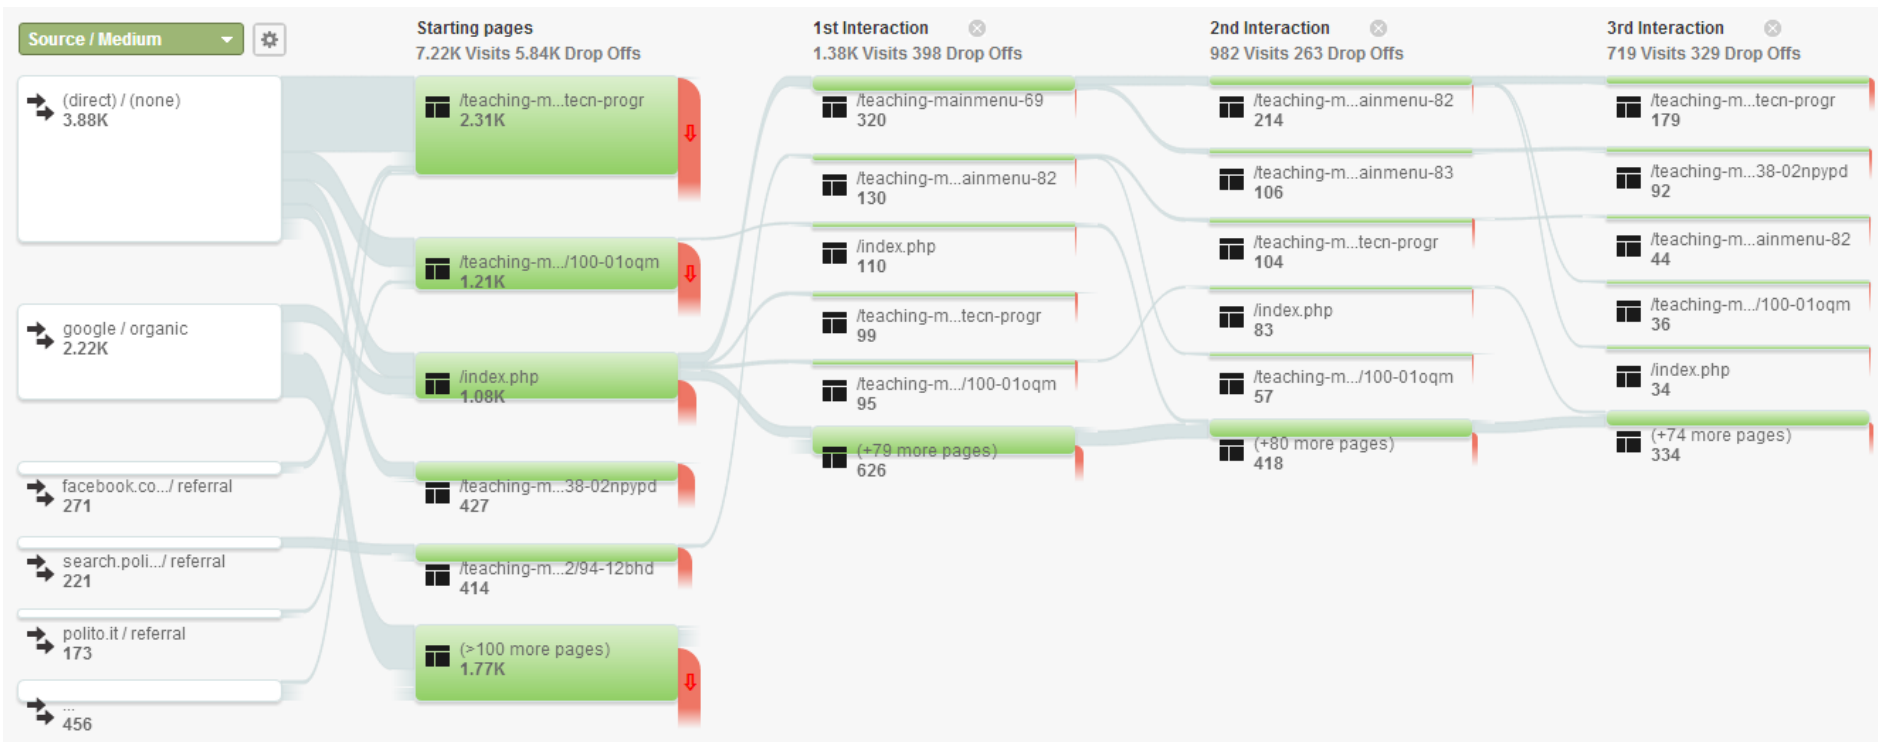 Source / Medium
(direct) / (none)
3.88K
google / organic
2.22K
facebook.co.../ referral
271
search.poli.../ referral
221
polito.it / referral
173
...
456
Starting pages
7.22K Visits 5.84K Drop Offs
/teaching-m...tecn-progr
2.31K
/teaching-m.../100-01oqm
1.21K
/index.php
1.08K
/teaching-m...38-02npypd
427
/teaching-m...2/94-12bhd
414
(>100 more pages)
1.77K
1st Interaction
1.38K Visits 398 Drop Offs
/teaching-mainmenu-69
320
/teaching-m...ainmenu-82
130
/index.php
110
/teaching-m...tecn-progr
99
/teaching-m.../100-01oqm
95
(+79 more pages)
626
2nd Interaction
982 Visits 263 Drop Offs
/teaching-m...ainmenu-82
214
/teaching-m...ainmenu-83
106
/teaching-m...tecn-progr
104
/index.php
83
/teaching-m.../100-01oqm
57
(+80 more pages)
418
3rd Interaction
719 Visits 329 Drop Offs
/teaching-m...tecn-progr
179
/teaching-m...38-02npypd
92
/teaching-m...ainmenu-82
44
/teaching-m.../100-01oqm
36
/index.php
34
(+74 more pages)
334